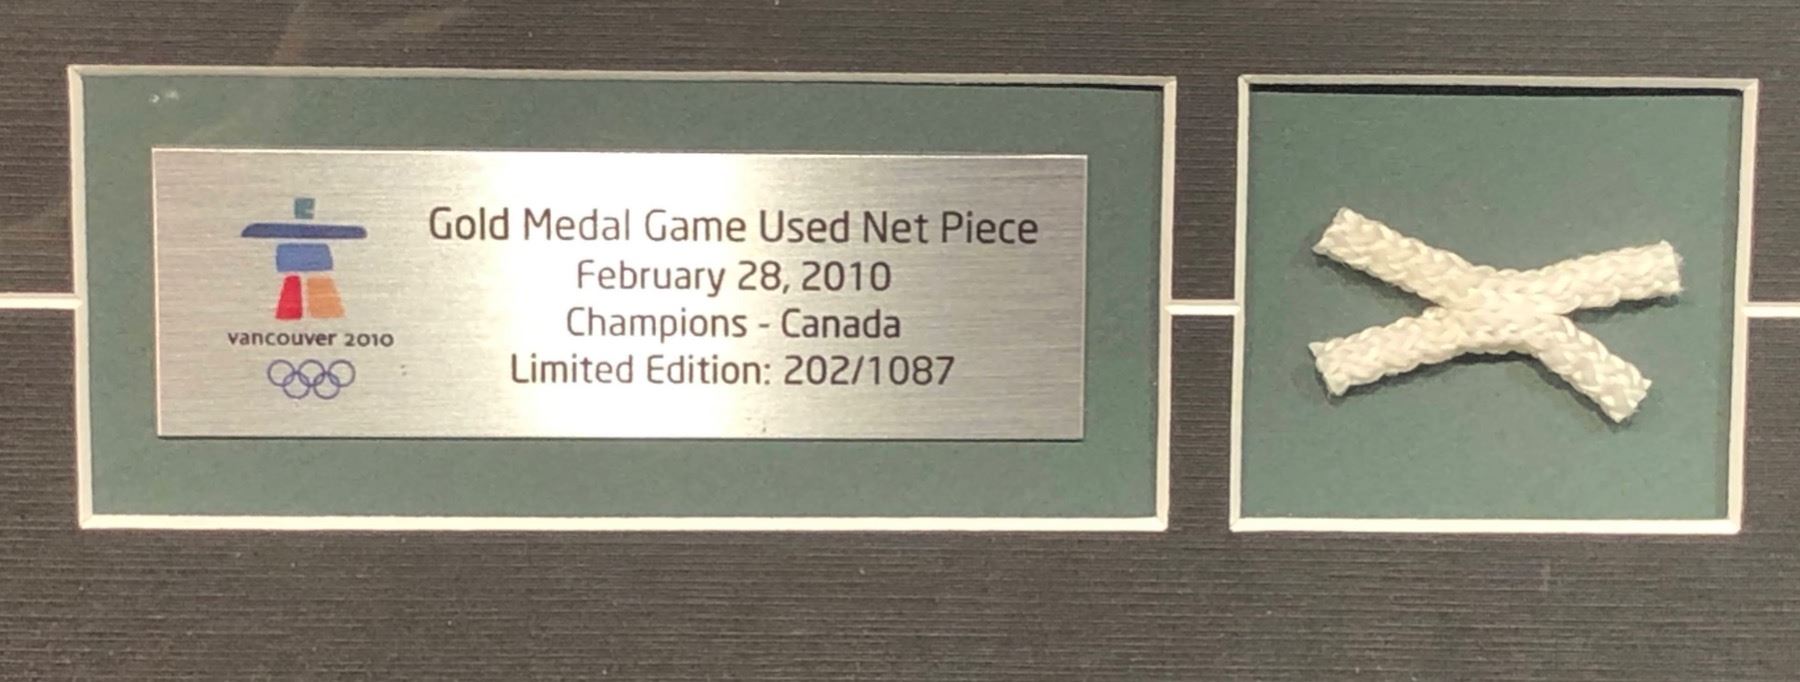 Gold Medal Game Used Net Piece
February 28, 2010
Champions - Canada
Limited Edition: 202/1087
vancouver 2010